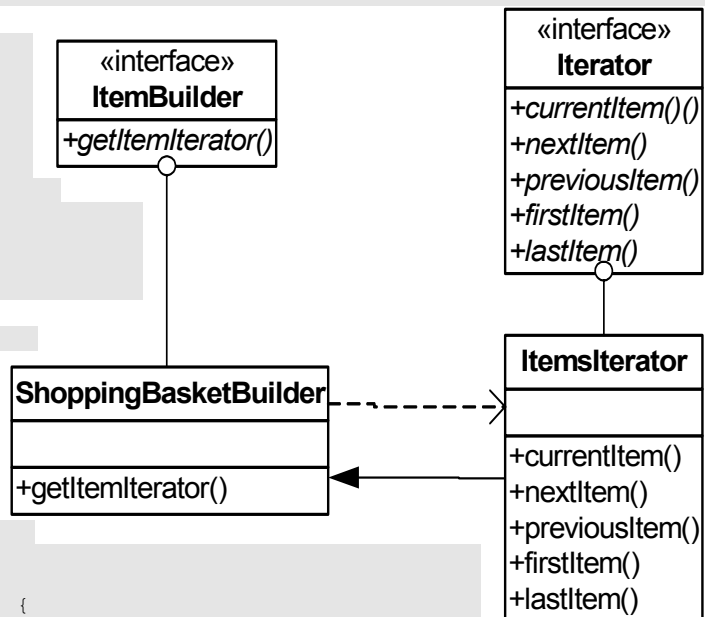 «interface»
ItemBuilder
+getItemIterator()
«interface»
Iterator
+currentItem()()
+nextItem()
+previousItem()
+firstItem()
+lastItem()
ShoppingBasketBuilder
+getItemIterator()
ItemsIterator
+currentItem()
+nextItem()
+previousItem()
+firstItem()
+lastItem()
{